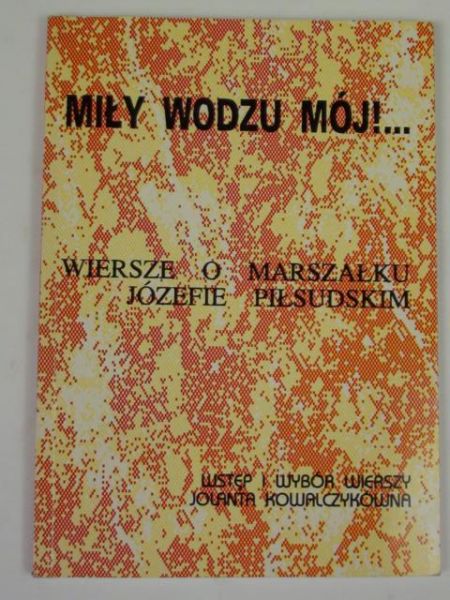 MIŁY WODZU MÓJ!...
WIERSZE O MARSZAŁKU
JÓZEFIE PIŁSUDSKIM
WSTĘP I WYBÓR WIERSZY
JOLANTA KOWALCZYKÓWNA